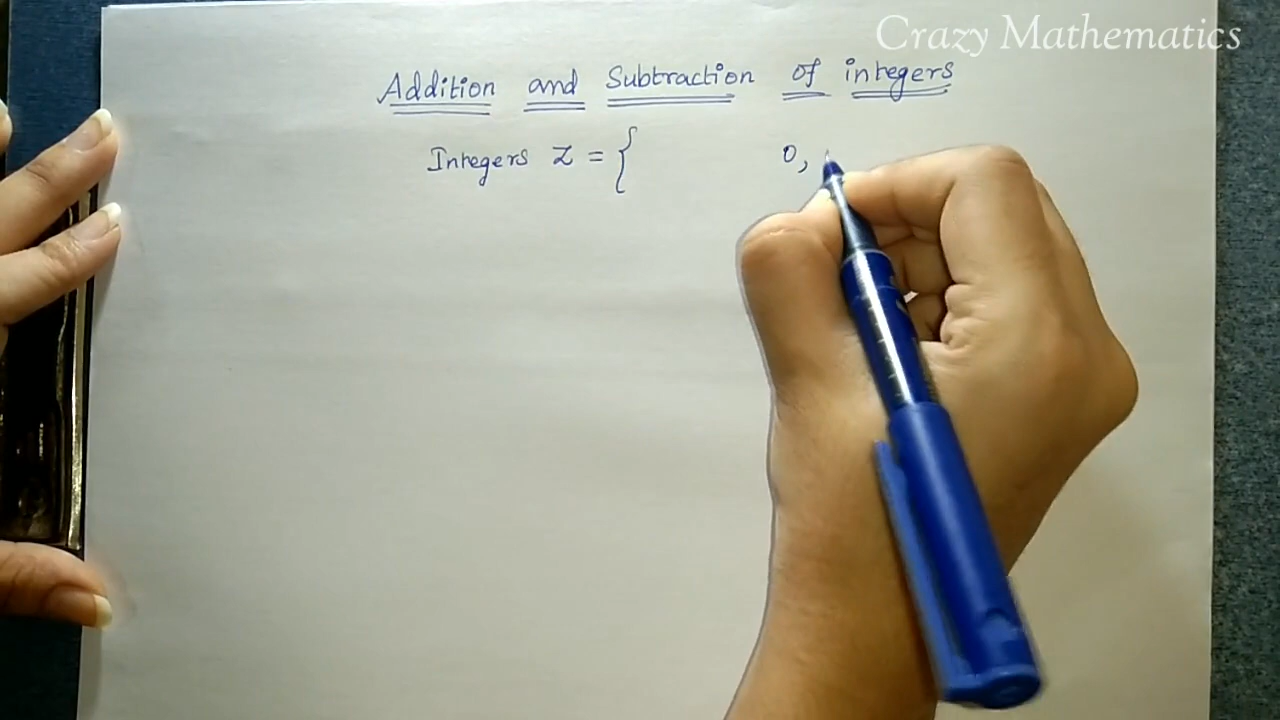 Crazy Mathematics
Addition and Subtraction of integers
Integers Z = { 0,